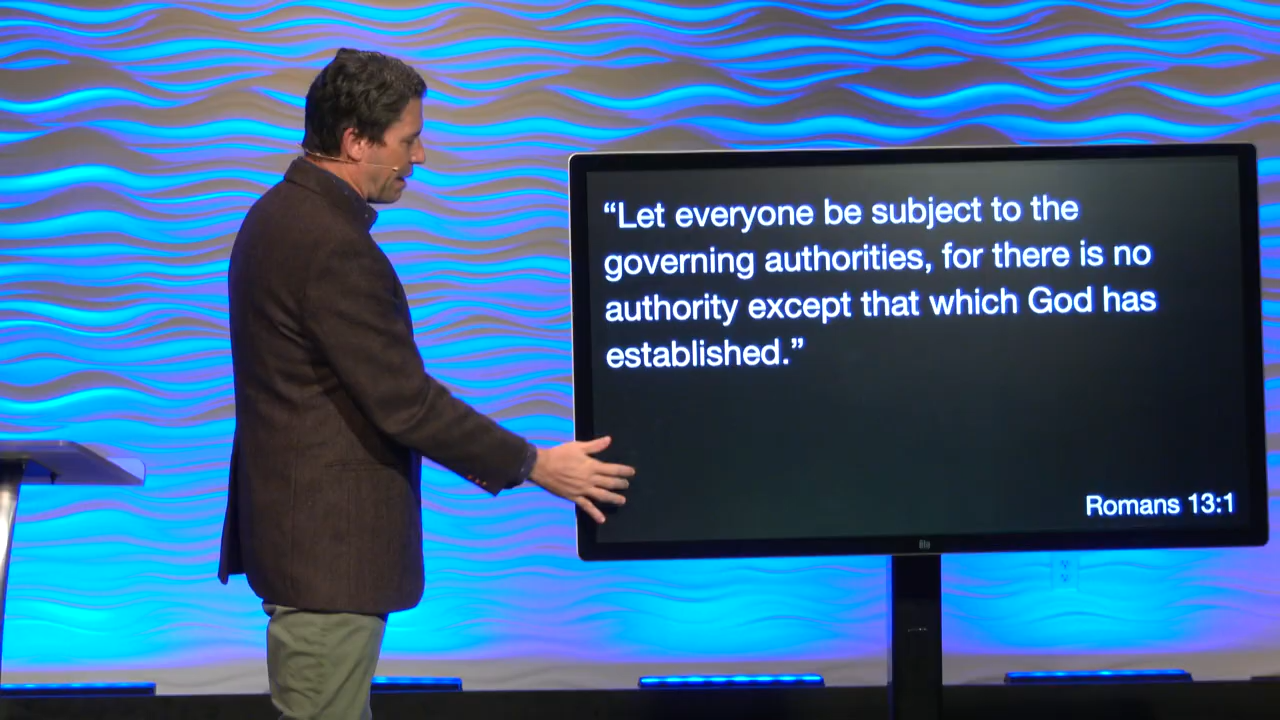 “Let everyone be subject to the
governing authorities, for there is no
authority except that which God has
established.”
Romans 13:1